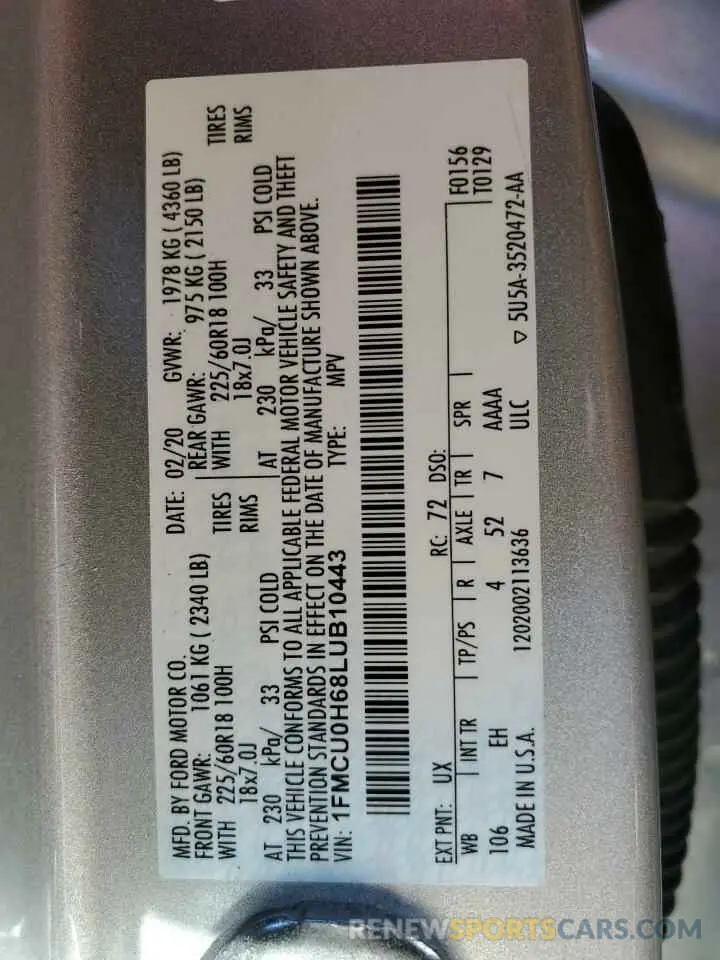 MFD. BY FORD MOTOR CO. DATE: 02/20 GVWR: 1978 KG ( 4360 LB)
FRONT GAWR: 1061 KG ( 2340 LB) REAR GAWR: 975 KG ( 2150 LB)
WITH 225/60R18 100H TIRES WITH 225/60R18 100H TIRES
18x7.0J RIMS 18x7.0J RIMS
AT 230 kPa/ 33 PSI COLD AT 230 kPa/ 33 PSI COLD
THIS VEHICLE CONFORMS TO ALL APPLICABLE FEDERAL MOTOR VEHICLE SAFETY AND THEFT
PREVENTION STANDARDS IN EFFECT ON THE DATE OF MANUFACTURE SHOWN ABOVE.
VIN: 1FMCU0H68LUB10443 TYPE: MPV
EXT PNT: UX RC: 72 DSO: F0156
WB INT TR TP/PS R AXLE TR SPR T0129
106 EH 4 52 7 AAAA
MADE IN U.S.A. 1202002113636 ULC ▽ 5U5A-3520472-AA
RENEWSPORTSCARS.COM